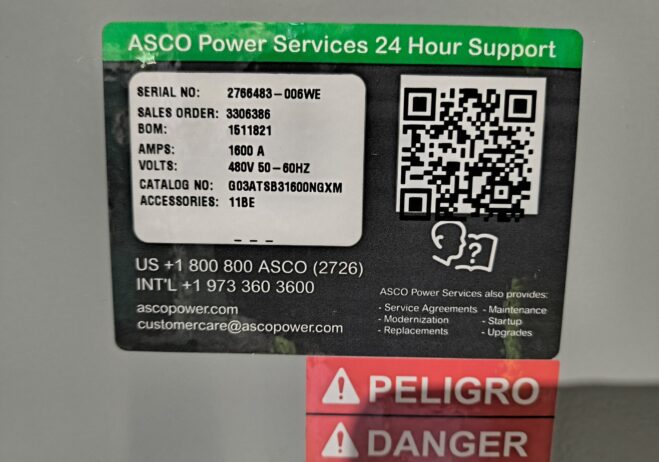 ASCO Power Services 24 Hour Support
SERIAL NO: 2766483-006WE
SALES ORDER: 3306386
BOM: 1511821
AMPS: 1600 A
VOLTS: 480V 50-60HZ
CATALOG NO: G03ATSB31600NGXM
ACCESSORIES: 11BE
- - -
?
US +1 800 800 ASCO (2726)
INT'L +1 973 360 3600
ascopower.com
customercare@ascopower.com
ASCO Power Services also provides:
- Service Agreements - Maintenance
- Modernization - Startup
- Replacements - Upgrades
PELIGRO
DANGER